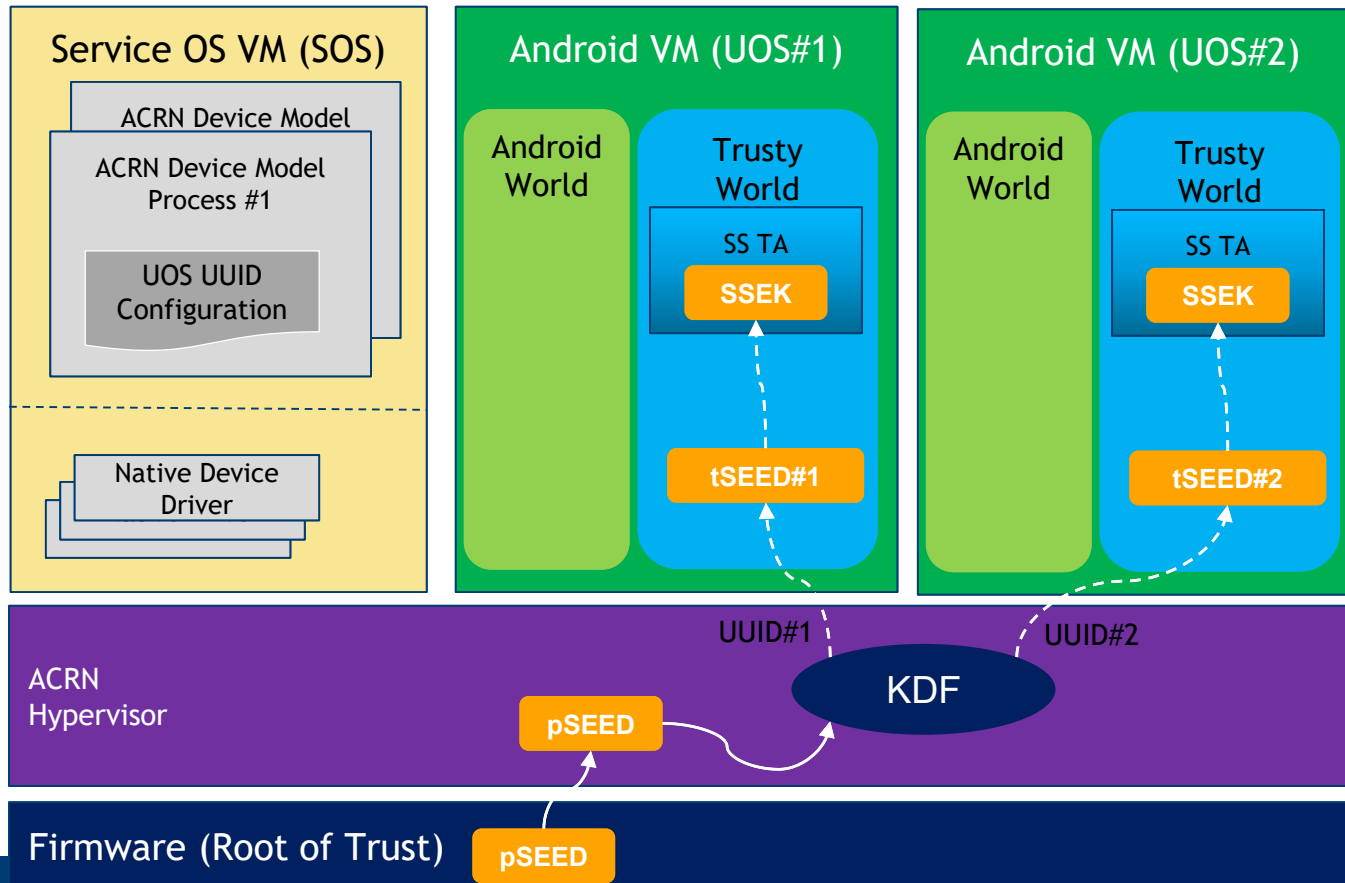 Service OS VM (SOS)
ACRN Device Model
ACRN Device Model
Process #1
UOS UUID
Configuration
Native Device
Driver
Android VM (UOS#1)
Android
World
Trusty
World
SS TA
SSEK
tSEED#1
Android VM (UOS#2)
Android
World
Trusty
World
SS TA
SSEK
tSEED#2
UUID#1
UUID#2
KDF
ACRN
Hypervisor
pSEED
Firmware (Root of Trust)
pSEED